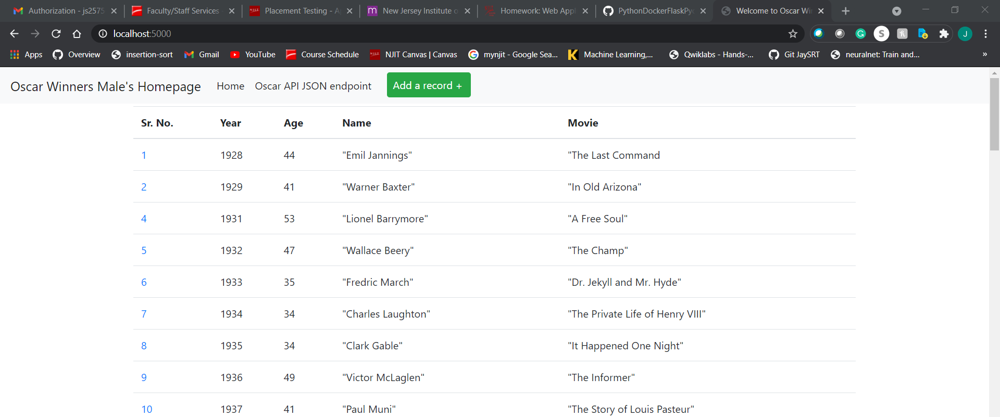 Authorization - js2575
Faculty/Staff Services -
Placement Testing - A
New Jersey Institute o
Homework: Web Appl
PythonDockerFlaskPyc
Welcome to Oscar Win
localhost:5000
S
J
Apps
Overview
insertion-sort
Gmail
YouTube
Course Schedule
NJIT Canvas | Canvas
mynjit - Google Sea...
Machine Learning,...
Qwiklabs - Hands-...
Git JaySRT
neuralnet: Train and...
»
Oscar Winners Male's Homepage Home Oscar API JSON endpoint Add a record +
Sr. No. Year Age Name Movie
1 1928 44 "Emil Jannings" "The Last Command
2 1929 41 "Warner Baxter" "In Old Arizona"
4 1931 53 "Lionel Barrymore" "A Free Soul"
5 1932 47 "Wallace Beery" "The Champ"
6 1933 35 "Fredric March" "Dr. Jekyll and Mr. Hyde"
7 1934 34 "Charles Laughton" "The Private Life of Henry VIII"
8 1935 34 "Clark Gable" "It Happened One Night"
9 1936 49 "Victor McLaglen" "The Informer"
10 1937 41 "Paul Muni" "The Story of Louis Pasteur"